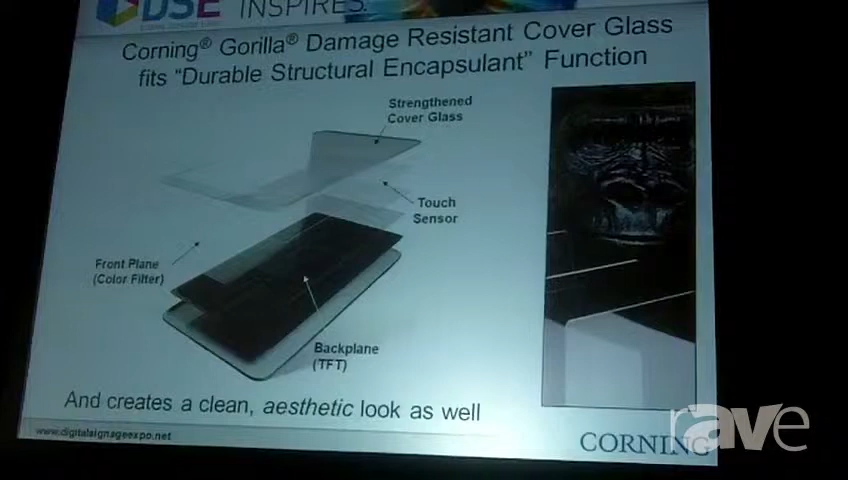 DSE INSPIRES
Corning® Gorilla® Damage Resistant Cover Glass
fits “Durable Structural Encapsulant” Function
Strengthened
Cover Glass
Touch
Sensor
Front Plane
(Color Filter)
Backplane
(TFT)
And creates a clean, aesthetic look as well
www.digitalsignageexpo.net
CORNING
rave